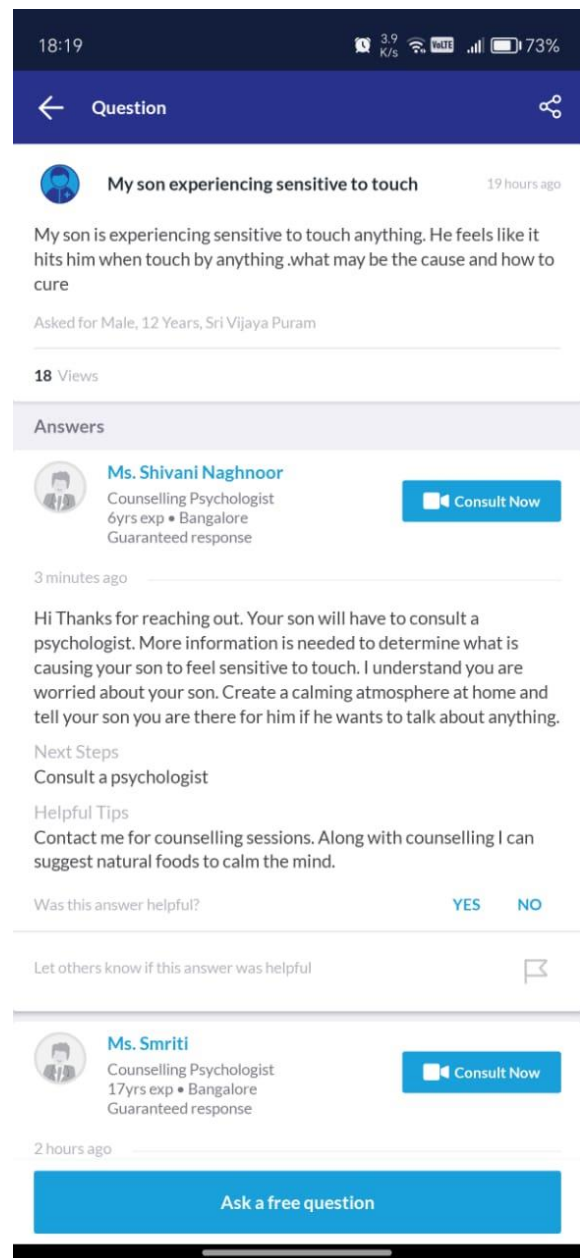 18:19
3.9 K/s VoLTE 73%
Question
My son experiencing sensitive to touch
19 hours ago
My son is experiencing sensitive to touch anything. He feels like it
hits him when touch by anything .what may be the cause and how to
cure
Asked for Male, 12 Years, Sri Vijaya Puram
18 Views
Answers
Ms. Shivani Naghnoor
Counselling Psychologist
6yrs exp • Bangalore
Guaranteed response
Consult Now
3 minutes ago
Hi Thanks for reaching out. Your son will have to consult a
psychologist. More information is needed to determine what is
causing your son to feel sensitive to touch. I understand you are
worried about your son. Create a calming atmosphere at home and
tell your son you are there for him if he wants to talk about anything.
Next Steps
Consult a psychologist
Helpful Tips
Contact me for counselling sessions. Along with counselling I can
suggest natural foods to calm the mind.
Was this answer helpful?
YES NO
Let others know if this answer was helpful
Ms. Smriti
Counselling Psychologist
17yrs exp • Bangalore
Guaranteed response
Consult Now
2 hours ago
Ask a free question